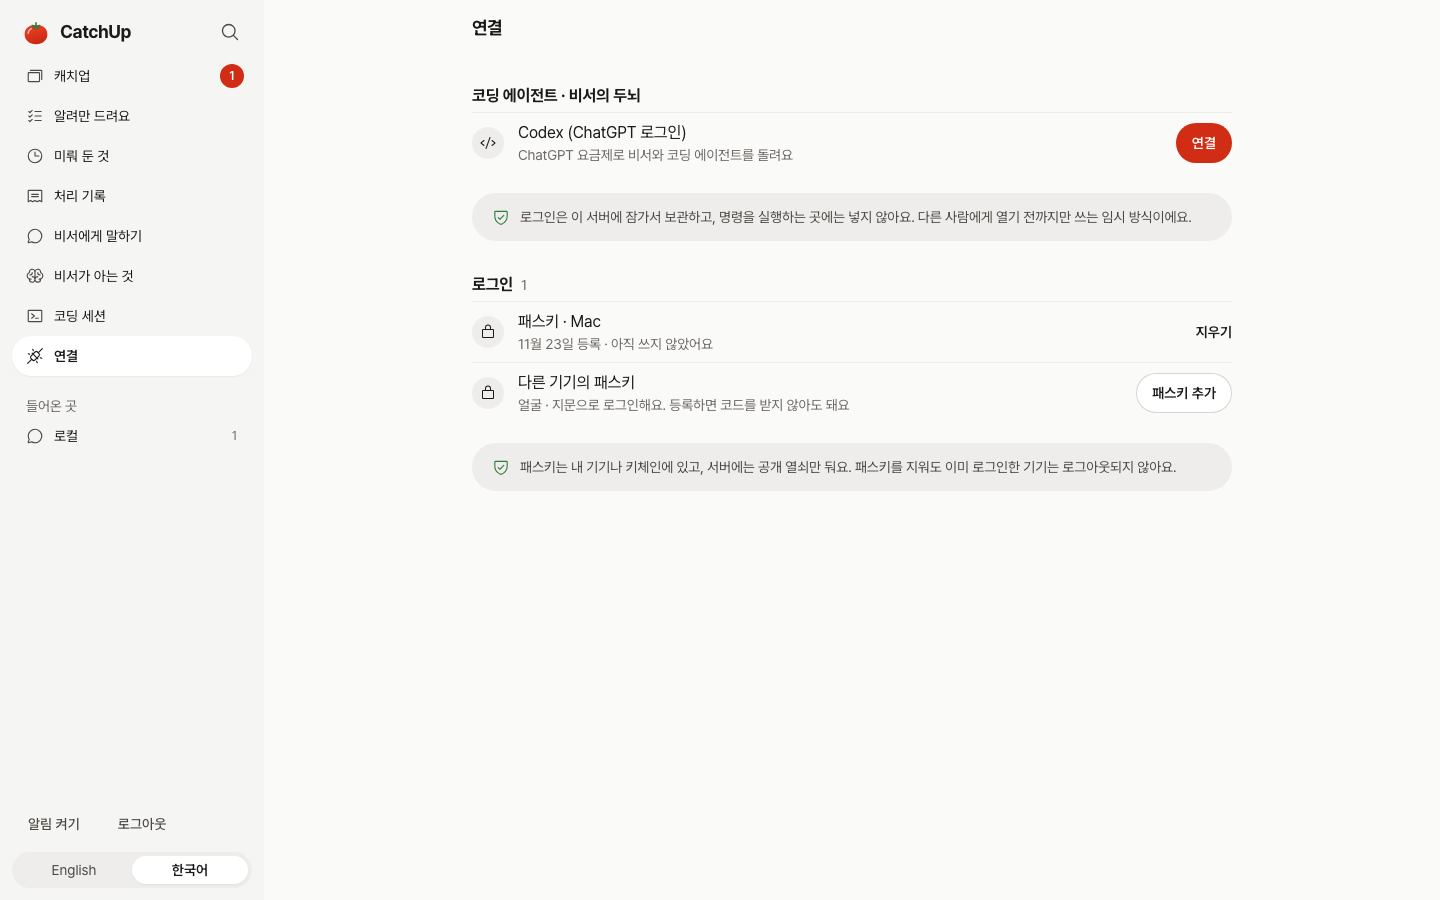 CatchUp
캐치업
1
알려만 드려요
미뤄 둔 것
처리 기록
비서에게 말하기
비서가 아는 것
코딩 세션
연결
들어온 곳
로컬
1
알림 켜기
로그아웃
English
한국어
연결
코딩 에이전트 · 비서의 두뇌
Codex (ChatGPT 로그인)
ChatGPT 요금제로 비서와 코딩 에이전트를 돌려요
연결
로그인은 이 서버에 잠가서 보관하고, 명령을 실행하는 곳에는 넣지 않아요. 다른 사람에게 열기 전까지만 쓰는 임시 방식이에요.
로그인 1
패스키 · Mac
11월 23일 등록 · 아직 쓰지 않았어요
지우기
다른 기기의 패스키
얼굴 · 지문으로 로그인해요. 등록하면 코드를 받지 않아도 돼요
패스키 추가
패스키는 내 기기나 키체인에 있고, 서버에는 공개 열쇠만 둬요. 패스키를 지워도 이미 로그인한 기기는 로그아웃되지 않아요.